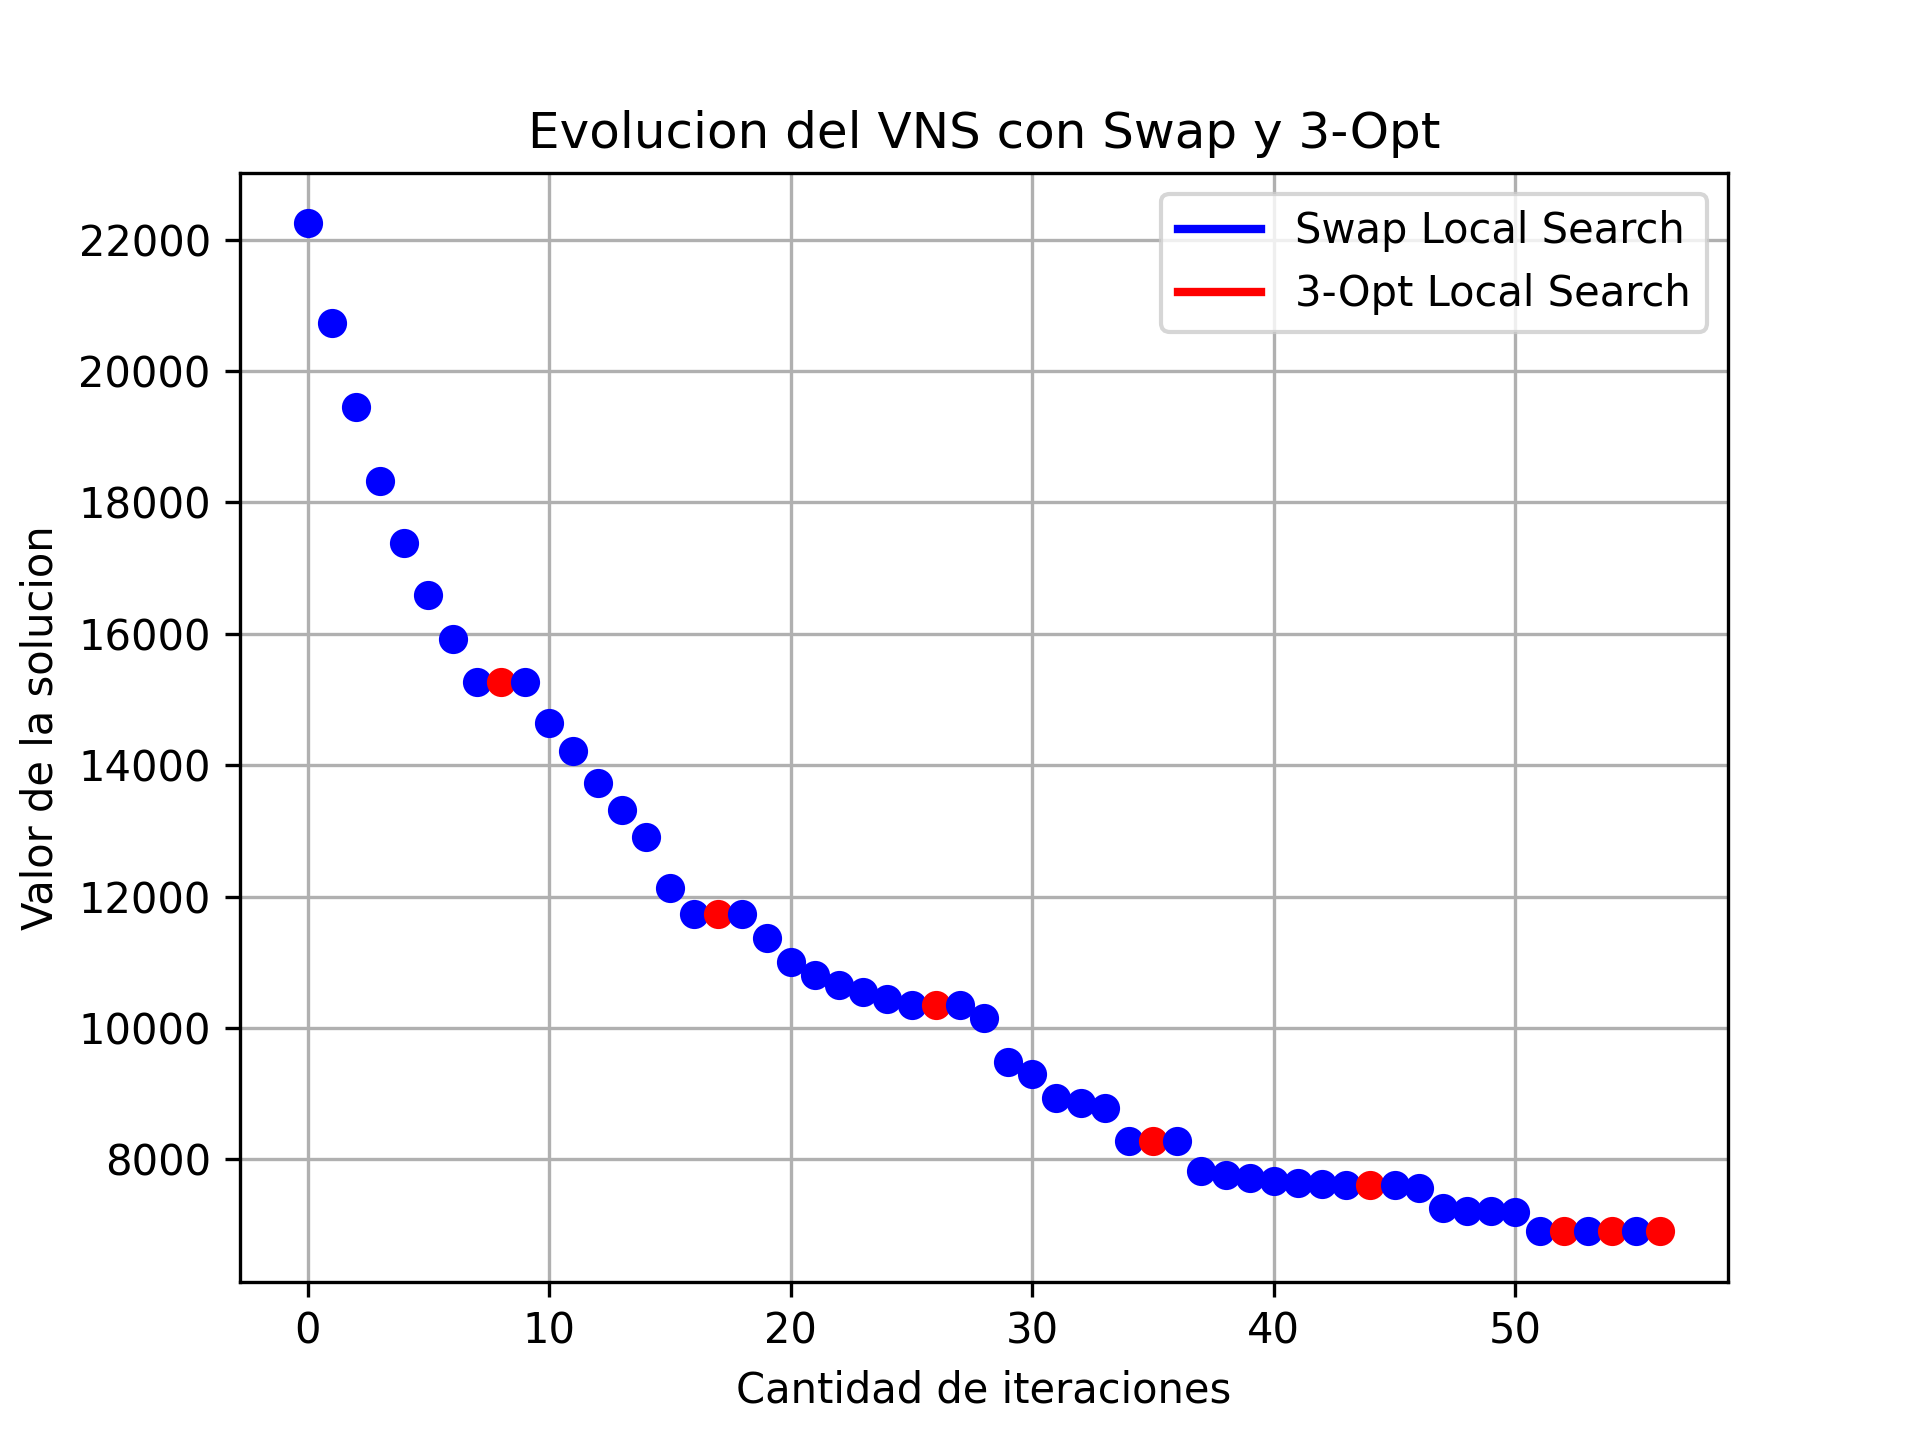 Evolucion del VNS con Swap y 3-Opt
Swap Local Search
3-Opt Local Search
Valor de la solucion
22000
20000
18000
16000
14000
12000
10000
8000
0 10 20 30 40 50
Cantidad de iteraciones